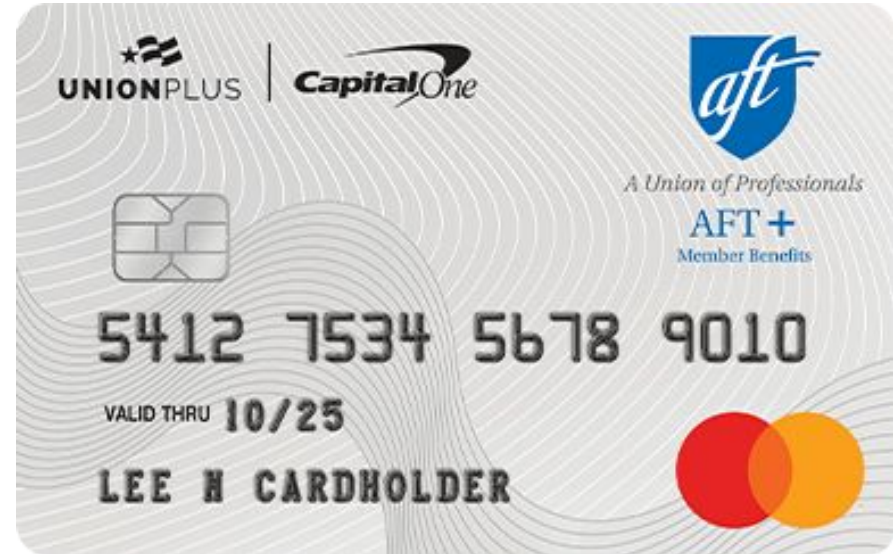 UNIONPLUS
CapitalOne
aft
A Union of Professionals
AFT +
Member Benefits
5412 7534 5678 9010
VALID THRU 10/25
LEE M CARDHOLDER